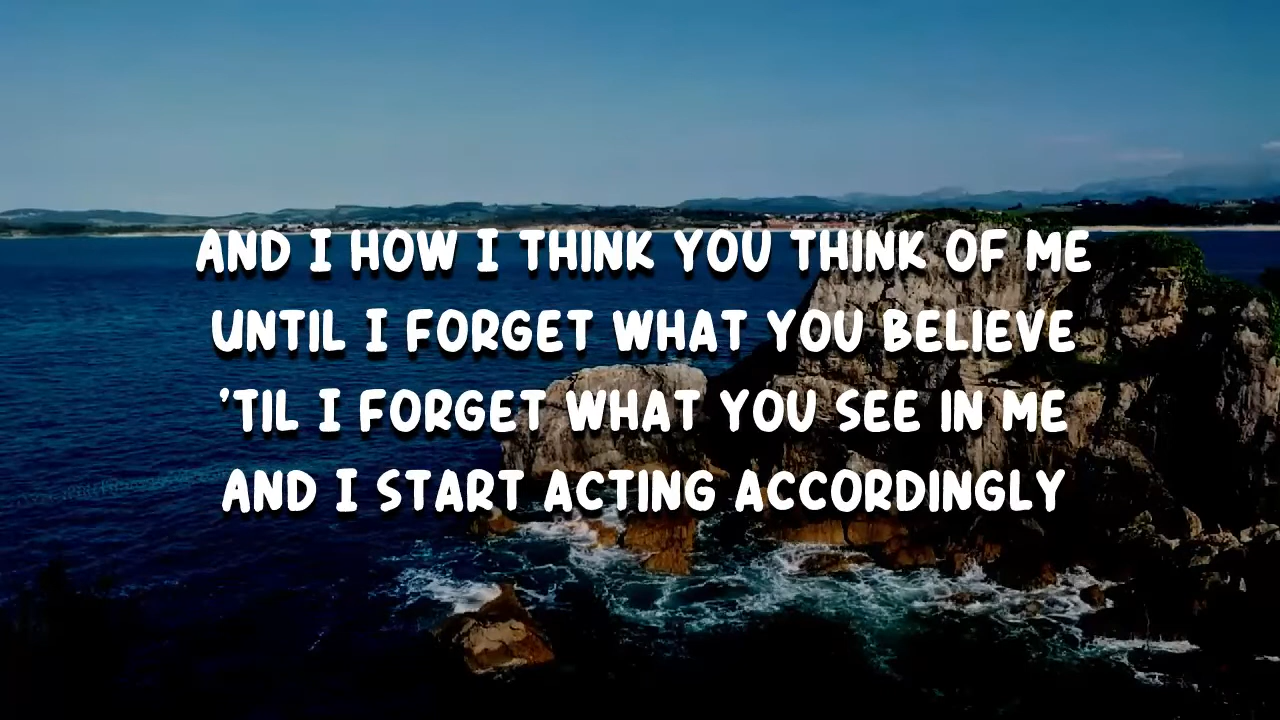 AND I HOW I THINK YOU THINK OF ME
UNTIL I FORGET WHAT YOU BELIEVE
'TIL I FORGET WHAT YOU SEE IN ME
AND I START ACTING ACCORDINGLY